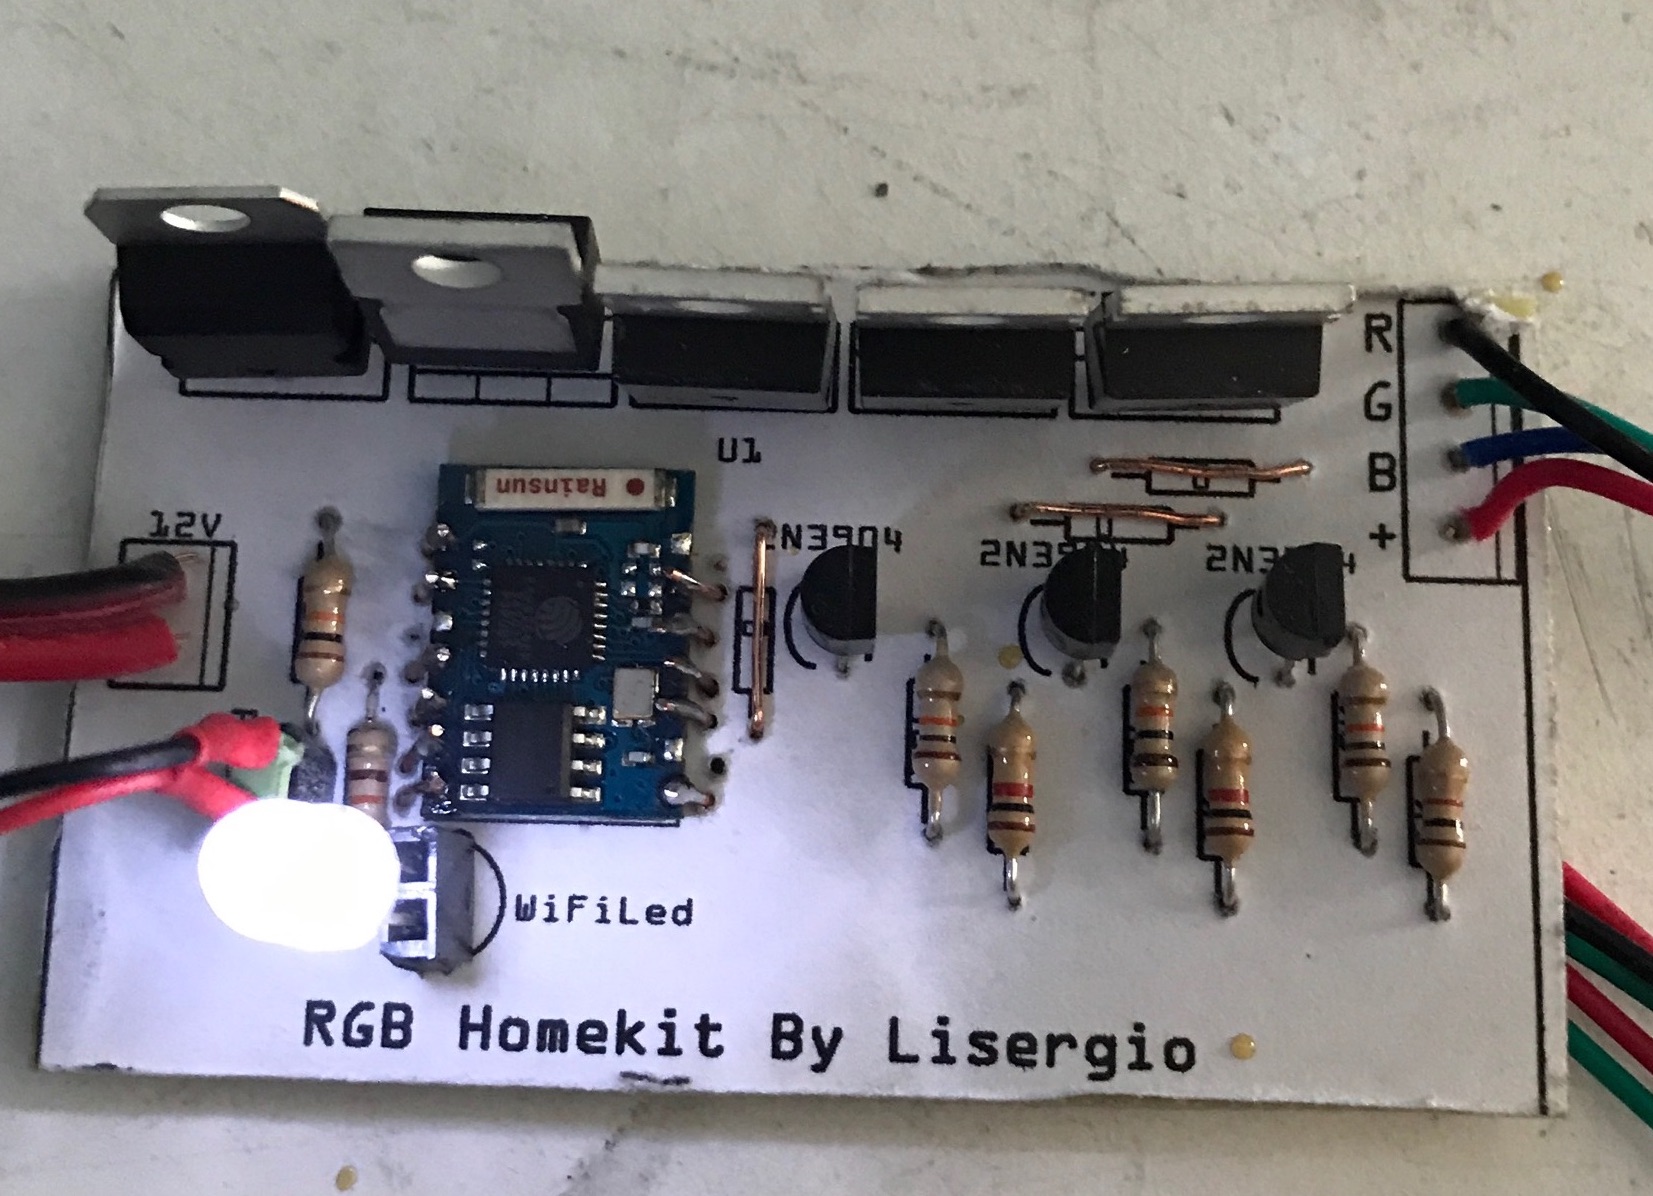 R
G
U1
B
Rainsun
12V
+
2N3904
WiFiLed
RGB Homekit By Lisergio